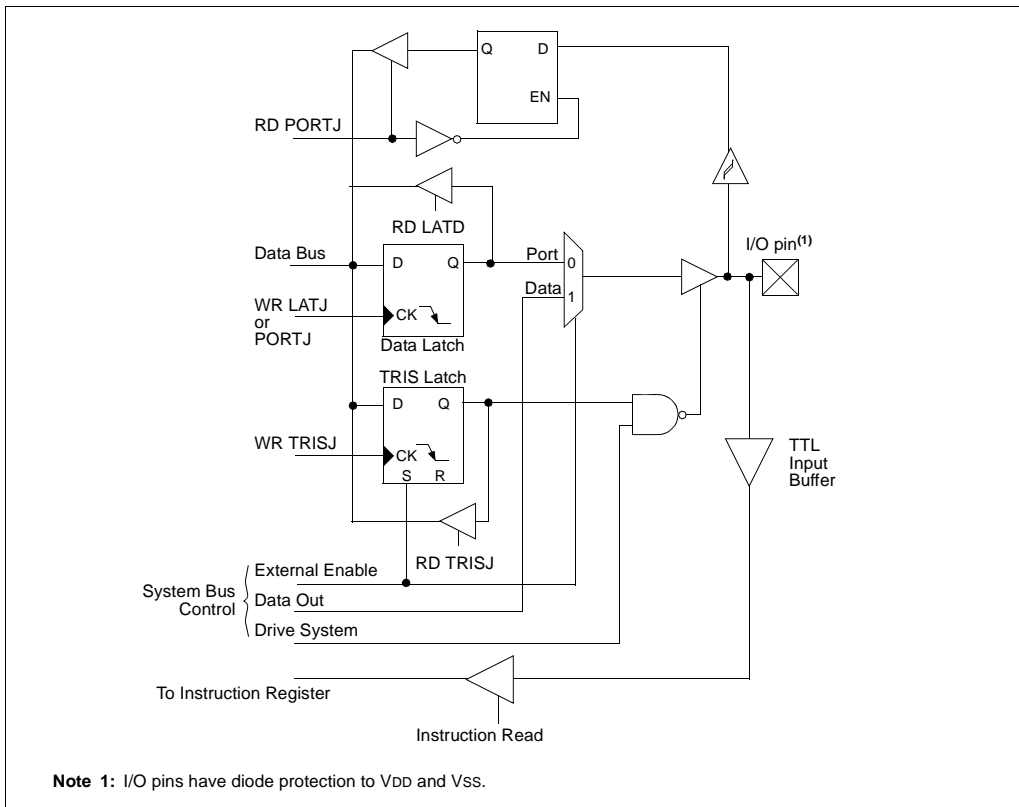 Q D
EN
RD PORTJ
RD LATD
I/O pin(1)
Data Bus
D Q
Port
0
Data
1
WR LATJ
or
PORTJ
CK
Data Latch
TRIS Latch
D Q
WR TRISJ
CK
S R
TTL
Input
Buffer
RD TRISJ
System Bus
Control
External Enable
Data Out
Drive System
To Instruction Register
Instruction Read
Note 1: I/O pins have diode protection to VDD and VSS.